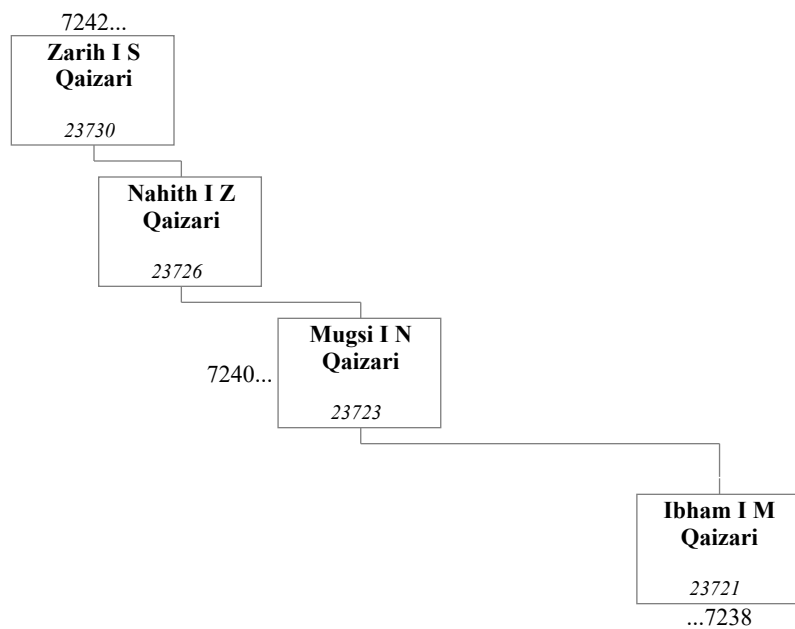 7242...
Zarih I S
Qaizari
23730
Nahith I Z
Qaizari
23726
Mugsi I N
Qaizari
7240...
23723
Ibham I M
Qaizari
23721
...7238